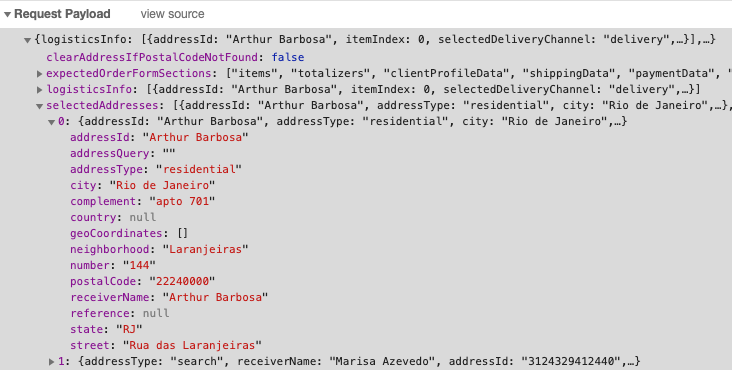 Request Payload view source
{logisticsInfo: [{addressId: "Arthur Barbosa", itemIndex: 0, selectedDeliveryChannel: "delivery",…}],…}
clearAddressIfPostalCodeNotFound: false
expectedOrderFormSections: ["items", "totalizers", "clientProfileData", "shippingData", "paymentData", "
logisticsInfo: [{addressId: "Arthur Barbosa", itemIndex: 0, selectedDeliveryChannel: "delivery",…}]
selectedAddresses: [{addressId: "Arthur Barbosa", addressType: "residential", city: "Rio de Janeiro",…},
0: {addressId: "Arthur Barbosa", addressType: "residential", city: "Rio de Janeiro",…}
addressId: "Arthur Barbosa"
addressQuery: ""
addressType: "residential"
city: "Rio de Janeiro"
complement: "apto 701"
country: null
geoCoordinates: []
neighborhood: "Laranjeiras"
number: "144"
postalCode: "22240000"
receiverName: "Arthur Barbosa"
reference: null
state: "RJ"
street: "Rua das Laranjeiras"
1: {addressType: "search", receiverName: "Marisa Azevedo", addressId: "3124329412440",…}